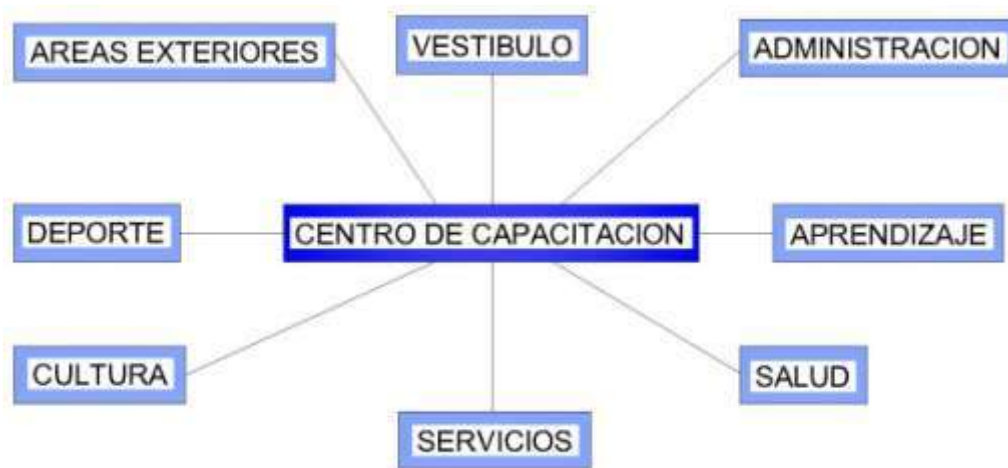 AREAS EXTERIORES
VESTIBULO
ADMINISTRACION
DEPORTE
CENTRO DE CAPACITACION
APRENDIZAJE
CULTURA
SALUD
SERVICIOS